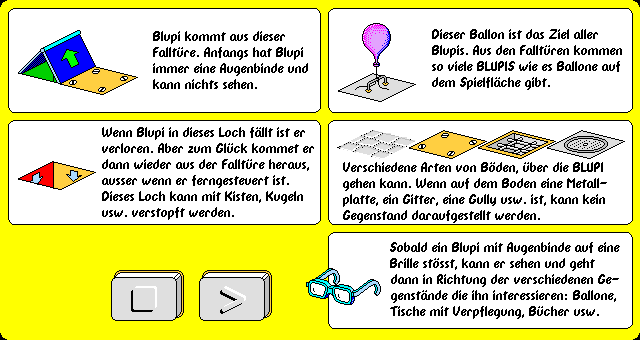 Blupi kommt aus dieser
Falltüre. Anfangs hat Blupi
immer eine Augenbinde und
kann nichts sehen.
Dieser Ballon ist das Ziel aller
Blupis. Aus den Falltüren kommen
so viele BLUPIS wie es Ballone auf
dem Spielfläche gibt.
Wenn Blupi in dieses Loch fällt ist er
verloren. Aber zum Glück kommet er
dann wieder aus der Falltüre heraus,
ausser wenn er ferngesteuert ist.
Dieses Loch kann mit Kisten, Kugeln
usw. verstopft werden.
Verschiedene Arten von Böden, über die BLUPI
gehen kann. Wenn auf dem Boden eine Metall-
platte, ein Gitter, eine Gully usw. ist, kann kein
Gegenstand daraufgestellt werden.
Sobald ein Blupi mit Augenbinde auf eine
Brille stösst, kann er sehen und geht
dann in Richtung der verschiedenen Ge-
genstände die ihn interessieren: Ballone,
Tische mit Verpflegung, Bücher usw.